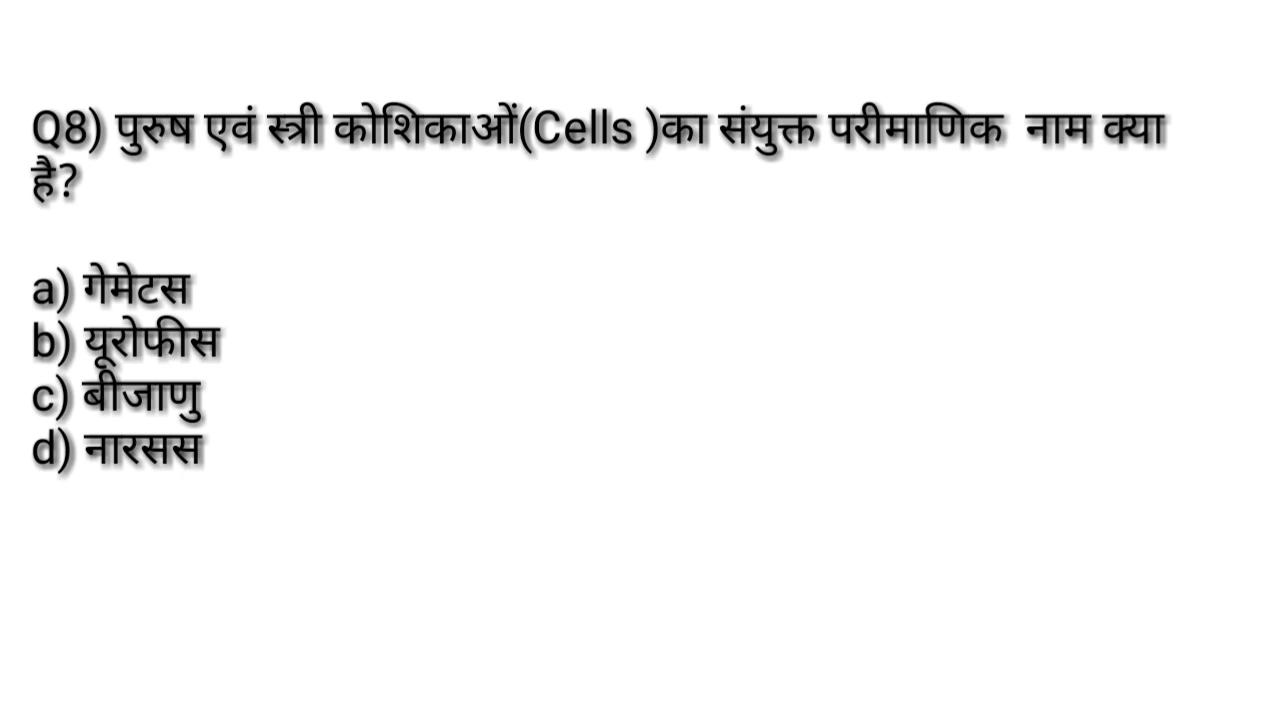 Q8) पुरुष एवं स्त्री कोशिकाओं(Cells )का संयुक्त परीमाणिक  नाम क्या
है?
a) गेमेटस
b) यूरोफीस
c) बीजाणु
d) नारसस